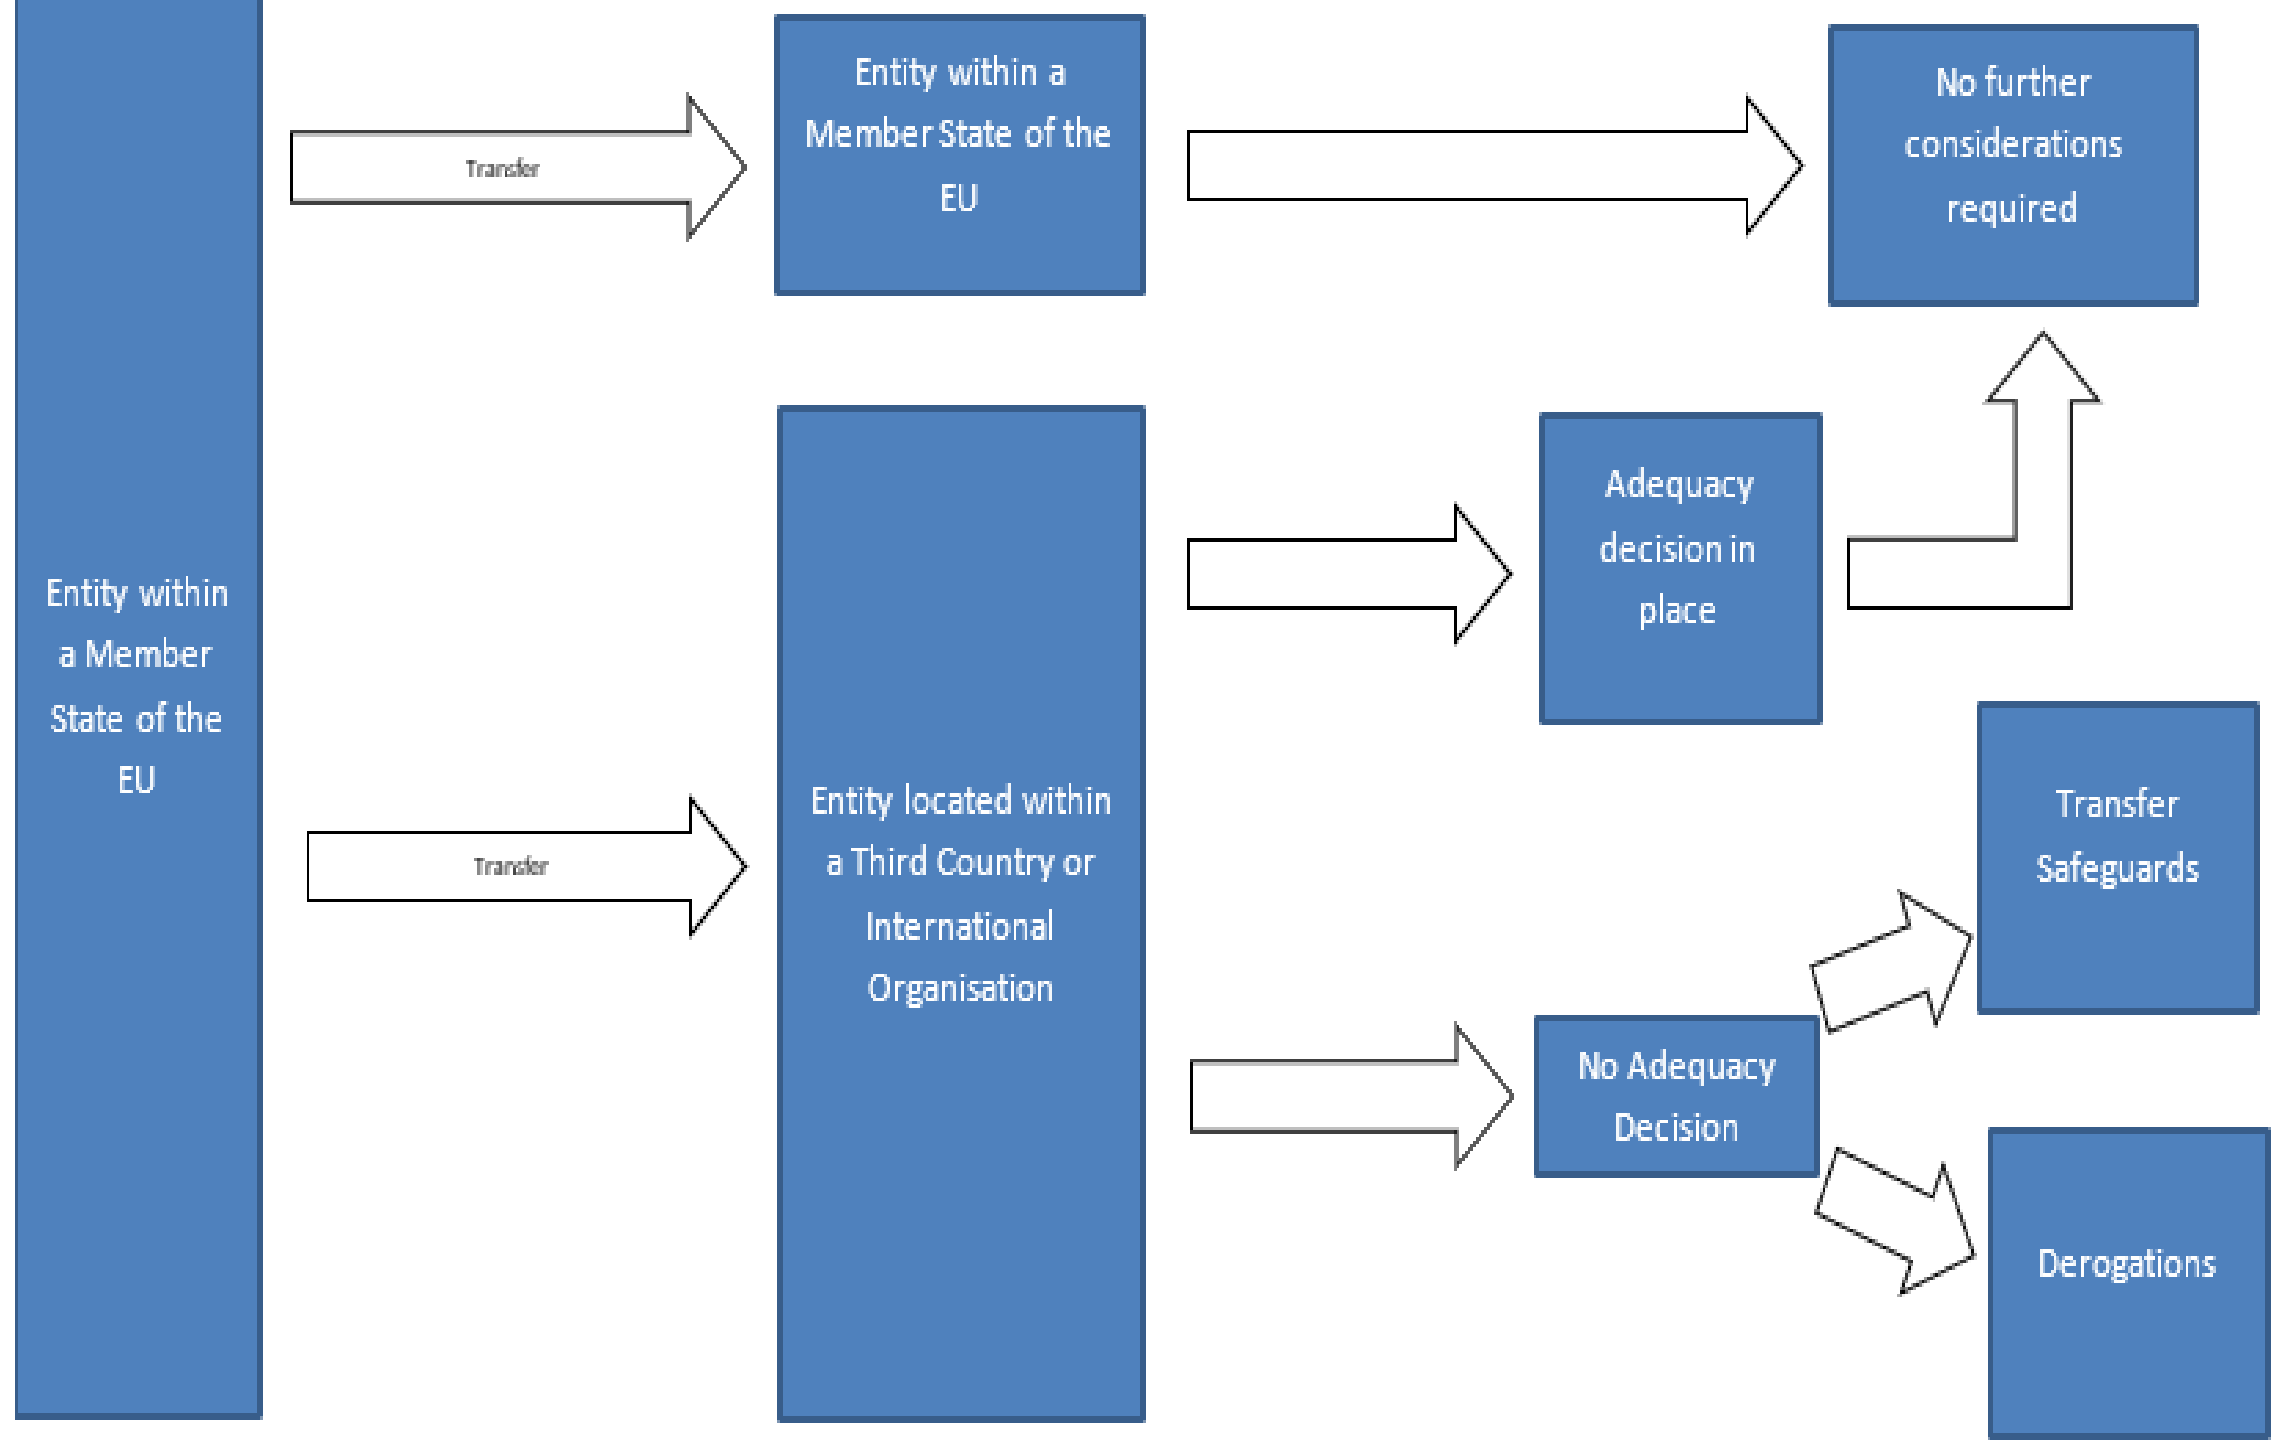 Entity within
a Member
State of the
EU
Transfer
Entity within a
Member State of the
EU
No further
considerations
required
Transfer
Entity located within
a Third Country or
International
Organisation
Adequacy
decision in
place
No Adequacy
Decision
Transfer
Safeguards
Derogations